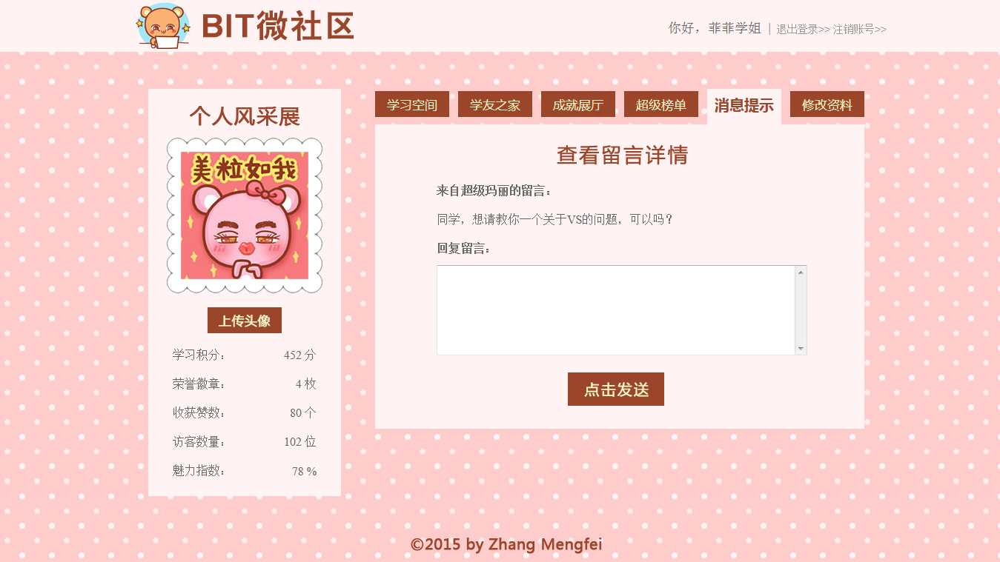 BIT微社区
你好，菲菲学姐 | 退出登录>> 注销账号>>
个人风采展
美粒如我
上传头像
学习积分： 452 分
荣誉徽章： 4 枚
收获赞数： 80 个
访客数量： 102 位
魅力指数： 78 %
学习空间 学友之家 成就展厅 超级榜单 消息提示 修改资料
查看留言详情
来自超级玛丽的留言：
同学，想请教你一个关于VS的问题，可以吗？
回复留言：
点击发送
©2015 by Zhang Mengfei